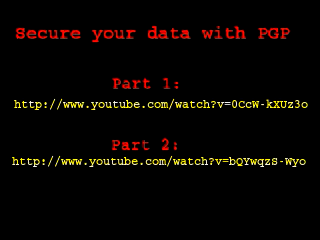 Secure your data with PGP
Part 1:
http://www.youtube.com/watch?v=0CcW-kXUz3o
Part 2:
http://www.youtube.com/watch?v=bQYwqzS-Wyo